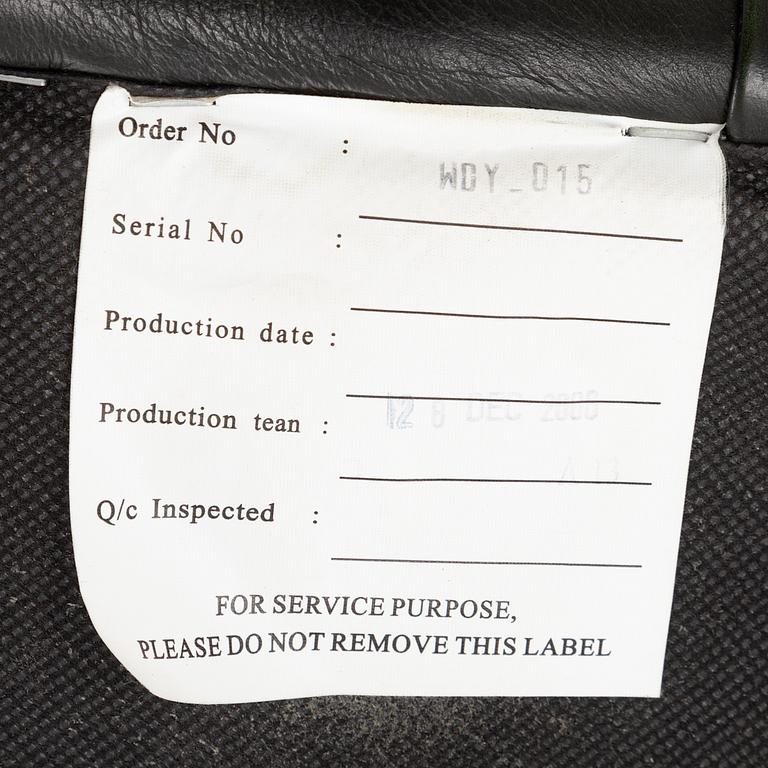 Order No : WDY_015
Serial No :
Production date :
Production tean : DEC 2000
Q/c Inspected :
FOR SERVICE PURPOSE,
PLEASE DO NOT REMOVE THIS LABEL